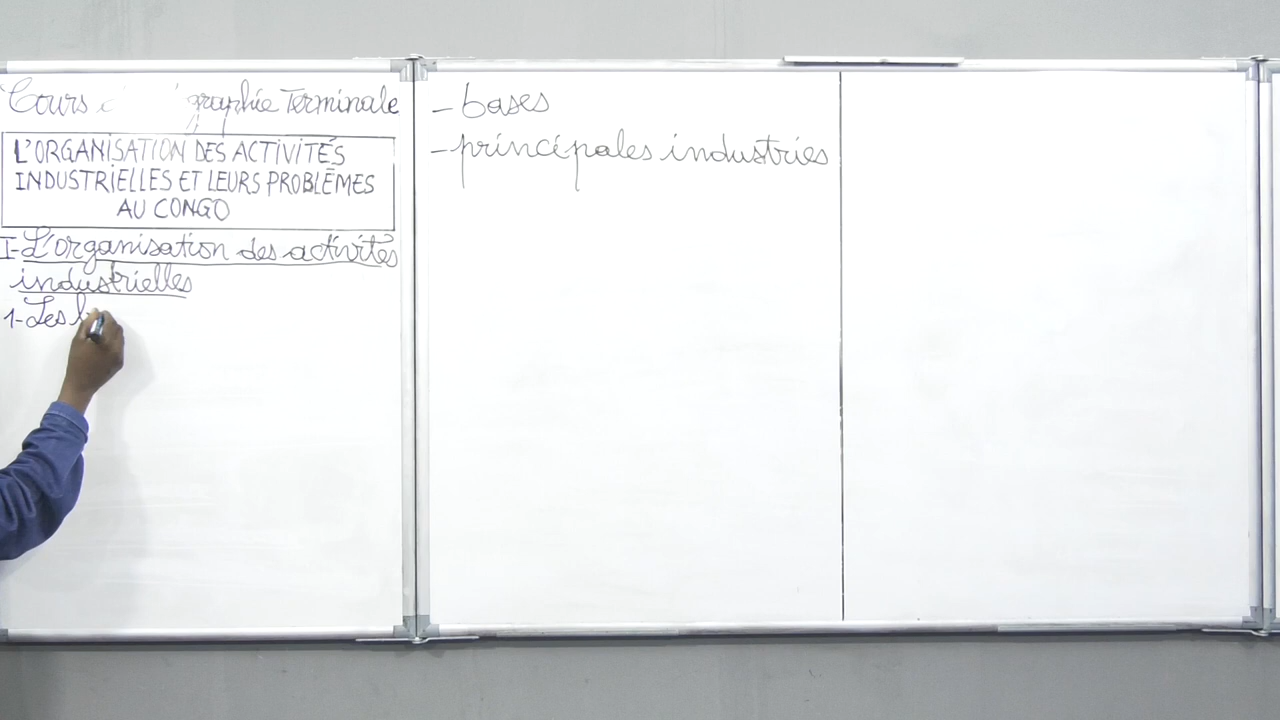 Cours graphie Terminale
L'ORGANISATION DES ACTIVITÉS
INDUSTRIELLES ET LEURS PROBLÈMES
AU CONGO
I-L'organisation des activités
industrielles
1-Les
- bases
- principales industries